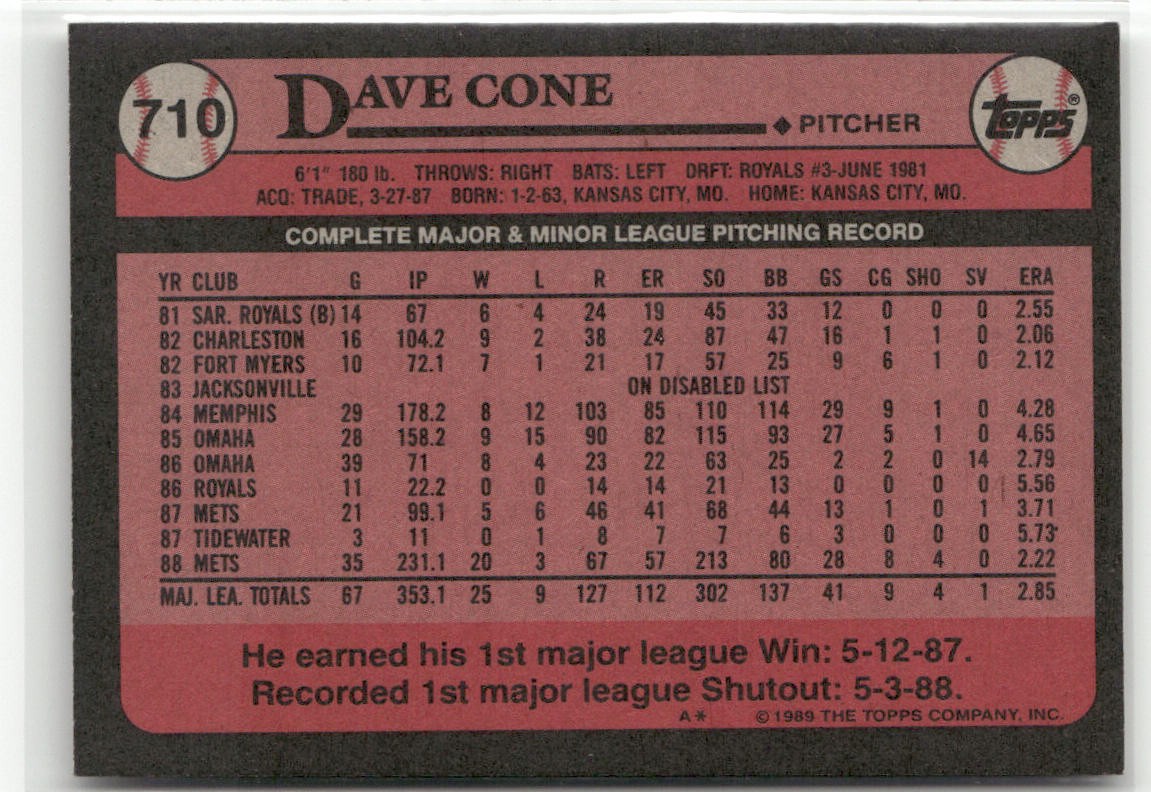 710
DAVE CONE
PITCHER
topps®
6'1" 180 lb. THROWS: RIGHT BATS: LEFT DRFT: ROYALS #3-JUNE 1981
ACQ: TRADE, 3-27-87 BORN: 1-2-63, KANSAS CITY, MO. HOME: KANSAS CITY, MO.
COMPLETE MAJOR & MINOR LEAGUE PITCHING RECORD
YR CLUB G IP W L R ER SO BB GS CG SHO SV ERA
81 SAR. ROYALS (B) 14 67 6 4 24 19 45 33 12 0 0 0 2.55
82 CHARLESTON 16 104.2 9 2 38 24 87 47 16 1 1 0 2.06
82 FORT MYERS 10 72.1 7 1 21 17 57 25 9 6 1 0 2.12
83 JACKSONVILLE ON DISABLED LIST
84 MEMPHIS 29 178.2 8 12 103 85 110 114 29 9 1 0 4.28
85 OMAHA 28 158.2 9 15 90 82 115 93 27 5 1 0 4.65
86 OMAHA 39 71 8 4 23 22 63 25 2 2 0 14 2.79
86 ROYALS 11 22.2 0 0 14 14 21 13 0 0 0 0 5.56
87 METS 21 99.1 5 6 46 41 68 44 13 1 0 1 3.71
87 TIDEWATER 3 11 0 1 8 7 7 6 3 0 0 0 5.73
88 METS 35 231.1 20 3 67 57 213 80 28 8 4 0 2.22
MAJ. LEA. TOTALS 67 353.1 25 9 127 112 302 137 41 9 4 1 2.85
He earned his 1st major league Win: 5-12-87.
Recorded 1st major league Shutout: 5-3-88.
A* © 1989 THE TOPPS COMPANY, INC.